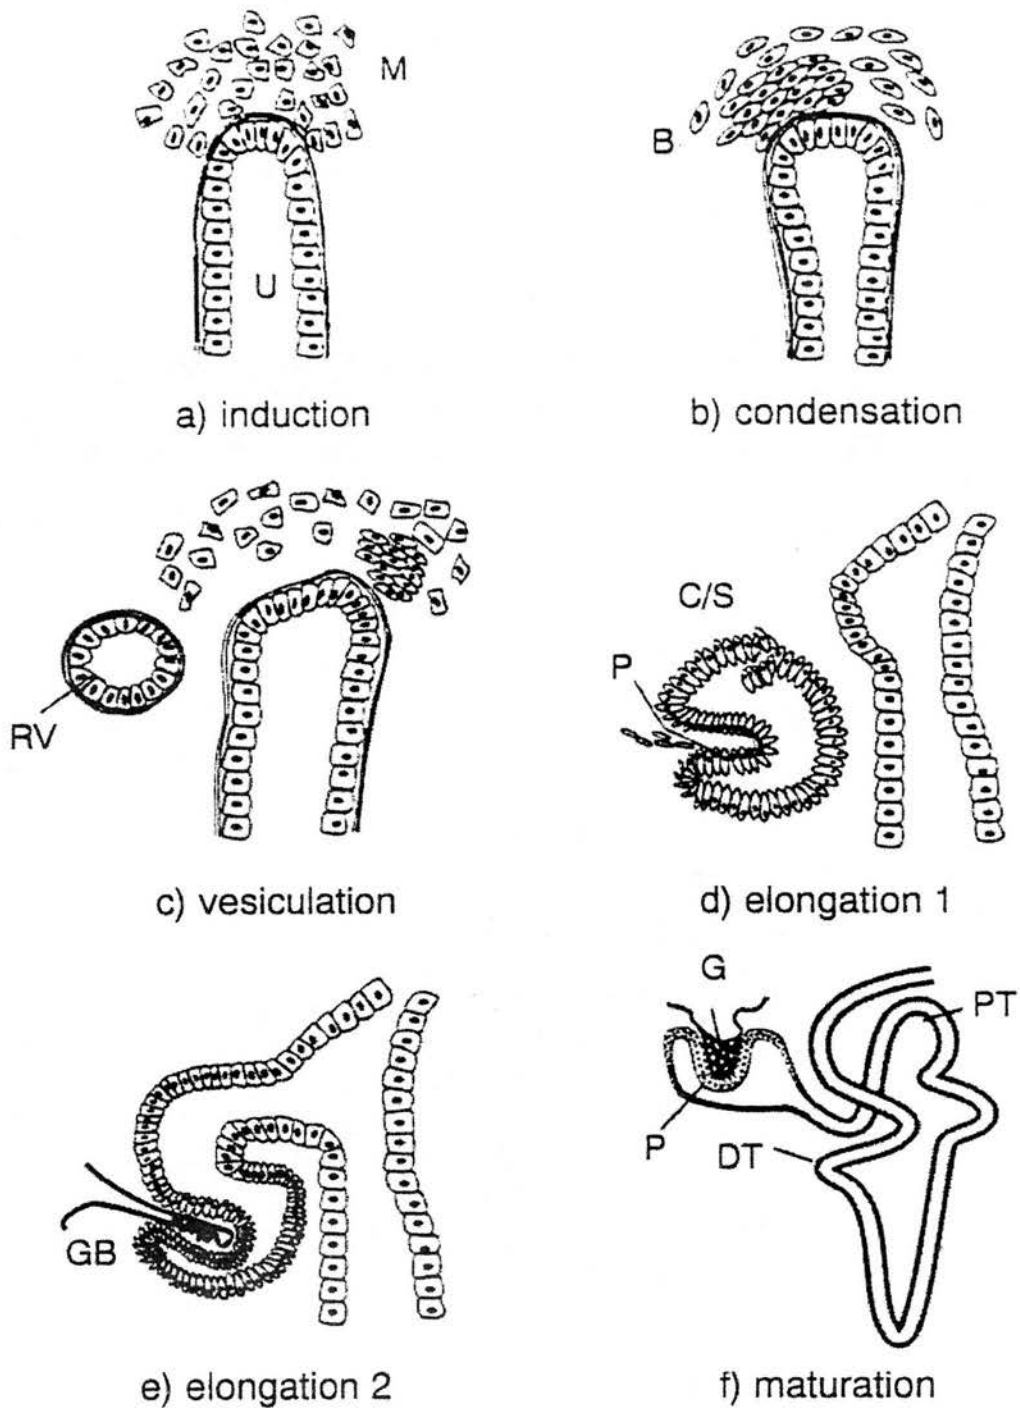 M
U
a) induction
B
b) condensation
RV
c) vesiculation
C/S
P
d) elongation 1
GB
e) elongation 2
G
PT
P
DT
f) maturation